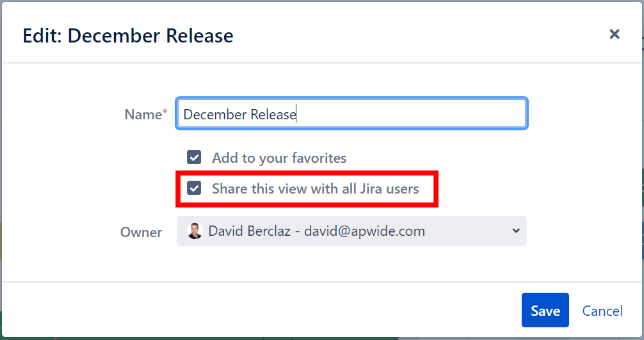 Edit: December Release
Name* December Release
Add to your favorites
Share this view with all Jira users
Owner David Berclaz - david@apwide.com
Save Cancel